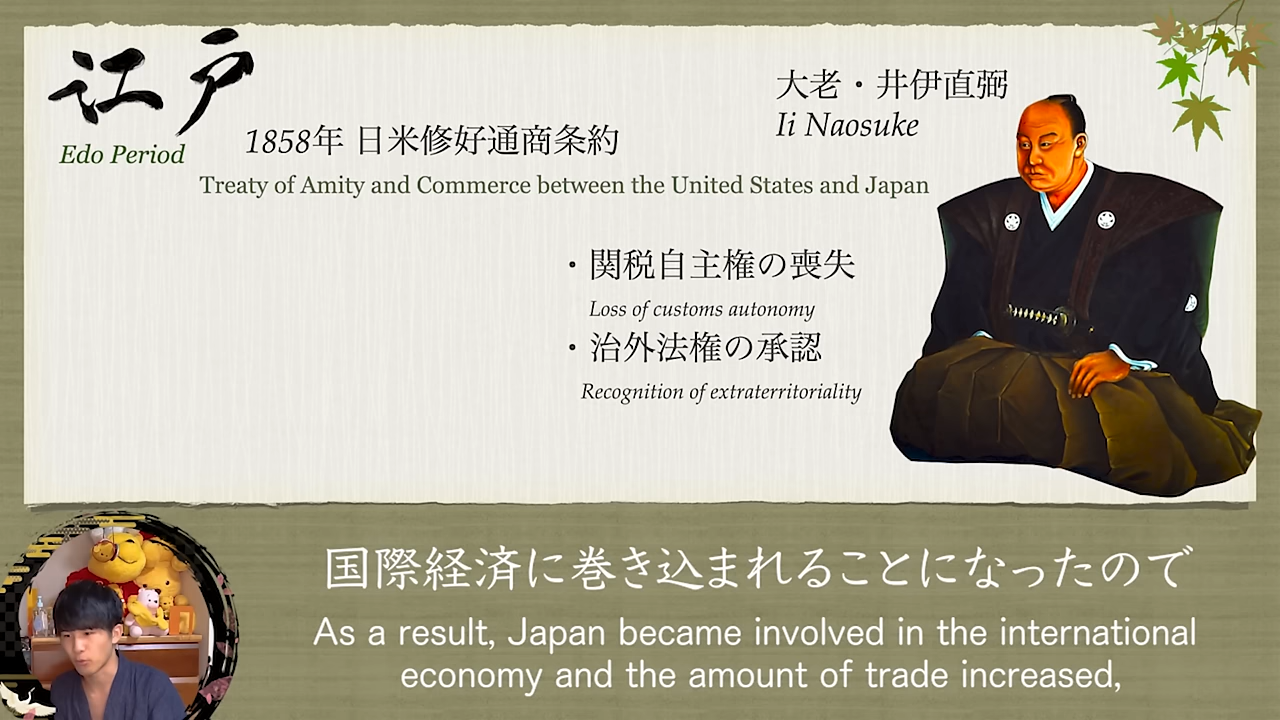 江戸
Edo Period
1858年 日米修好通商条約
Treaty of Amity and Commerce between the United States and Japan
大老・井伊直弼
Ii Naosuke
・関税自主権の喪失
Loss of customs autonomy
・治外法権の承認
Recognition of extraterritoriality
国際経済に巻き込まれることになったので
As a result, Japan became involved in the international
economy and the amount of trade increased,